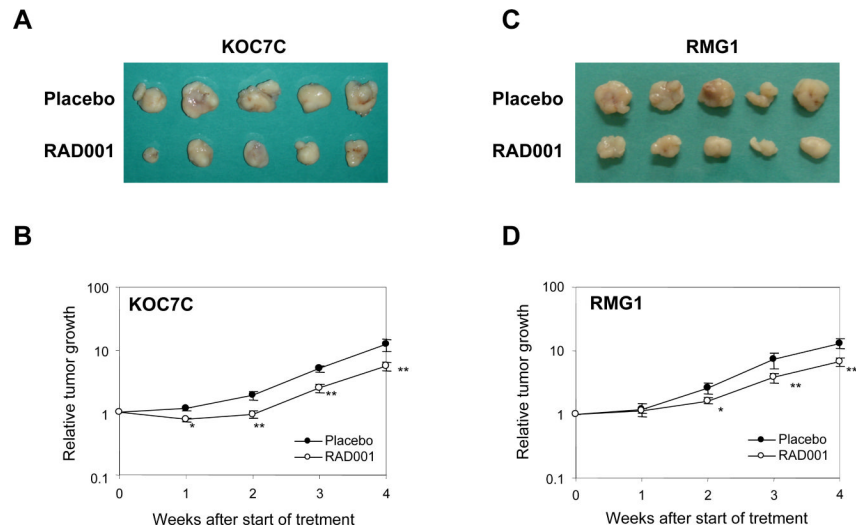 A
KOC7C
Placebo
RAD001
C
RMG1
Placebo
RAD001
B
KOC7C
Relative tumor growth
100
10
1
0.1
*
**
**
**
Placebo
RAD001
0 1 2 3 4
Weeks after start of tretment
D
RMG1
Relative tumor growth
100
10
1
0.1
*
**
**
Placebo
RAD001
0 1 2 3 4
Weeks after start of tretment